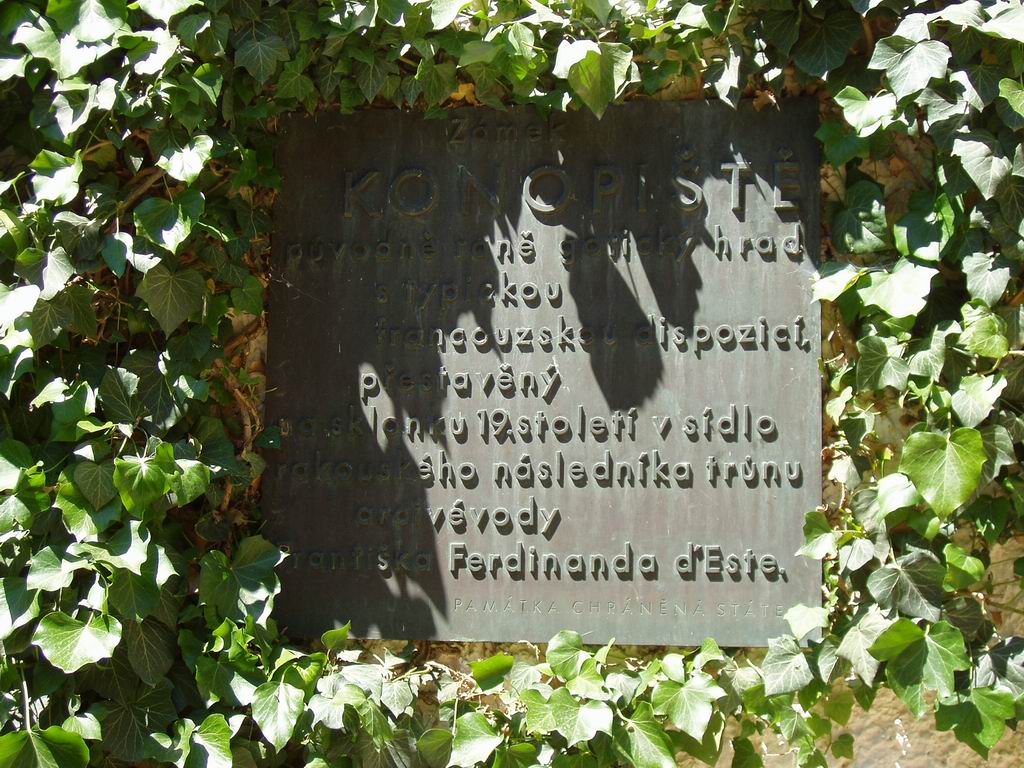 Zámek
KONOPIŠTĚ
původně raně gotický hrad
s typickou
francouzskou dispozicí,
přestavěný
na sklonku 19.století v sídlo
rakouského následníka trůnu
arcivévody
Františka Ferdinanda d'Este.
PAMÁTKA CHRÁNĚNÁ STÁTEM